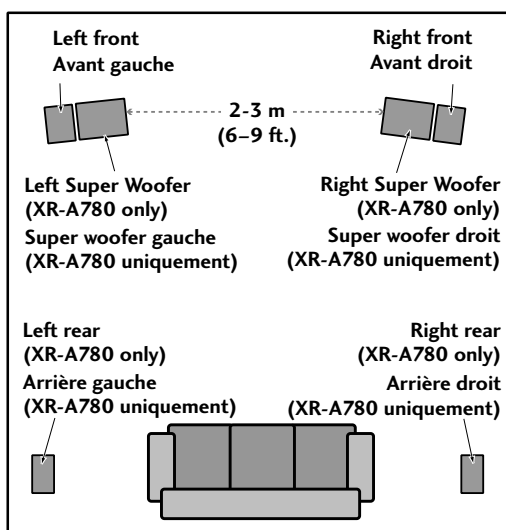 Left front
Avant gauche
Right front
Avant droit
2-3 m
(6–9 ft.)
Left Super Woofer
(XR-A780 only)
Super woofer gauche
(XR-A780 uniquement)
Right Super Woofer
(XR-A780 only)
Super woofer droit
(XR-A780 uniquement)
Left rear
(XR-A780 only)
Arrière gauche
(XR-A780 uniquement)
Right rear
(XR-A780 only)
Arrière droit
(XR-A780 uniquement)